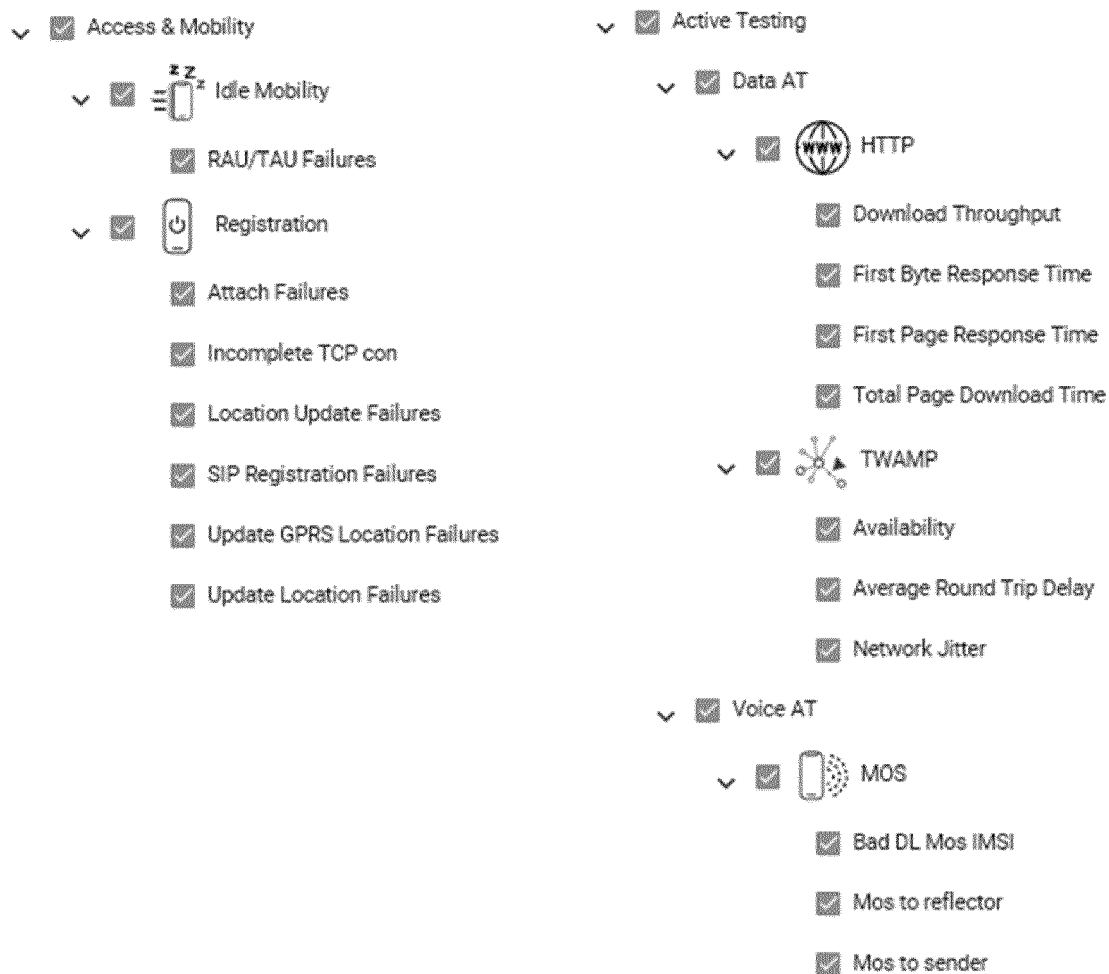 Access & Mobility
zZz Idle Mobility
RAU/TAU Failures
Registration
Attach Failures
Incomplete TCP con
Location Update Failures
SIP Registration Failures
Update GPRS Location Failures
Update Location Failures
Active Testing
Data AT
www HTTP
Download Throughput
First Byte Response Time
First Page Response Time
Total Page Download Time
TWAMP
Availability
Average Round Trip Delay
Network Jitter
Voice AT
MOS
Bad DL Mos IMSI
Mos to reflector
Mos to sender